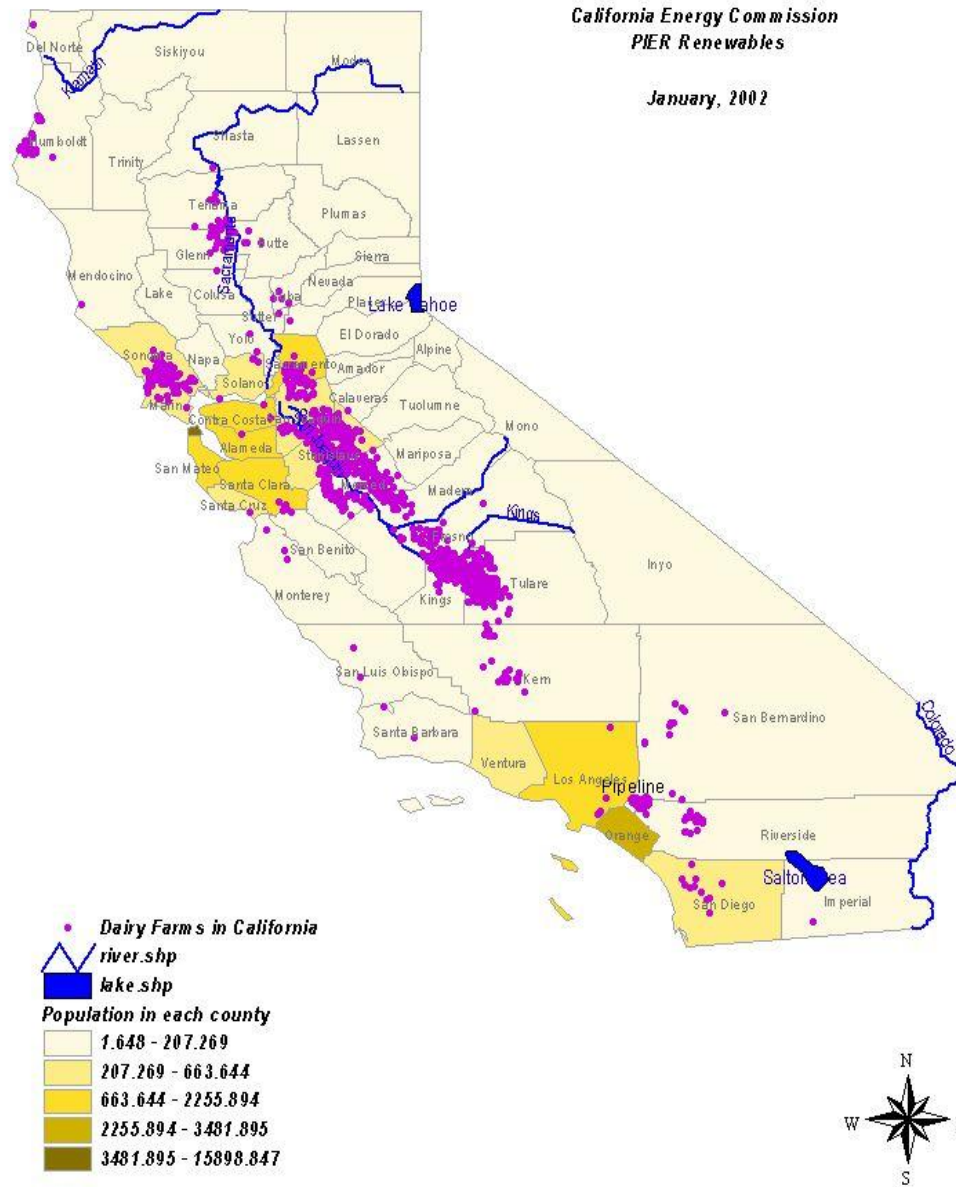 California Energy Commission
PIER Renewables
January, 2002
Del Norte
Siskiyou
Modoc
Klamath
Humboldt
Trinity
Shasta
Lassen
Tehama
Plumas
Mendocino
Glenn
Butte
Sierra
Sacramento
Lake
Colusa
Nevada
Placer
Lake Tahoe
Sutter
Yuba
Yolo
El Dorado
Alpine
Sonoma
Napa
Sacramento
Amador
Solano
Calaveras
Marin
Tuolumne
Contra Costa
Mono
Alameda
Stanislaus
Mariposa
San Mateo
Santa Clara
Merced
Madera
Santa Cruz
Kings
Fresno
San Benito
Inyo
Tulare
Monterey
Kings
San Luis Obispo
Kern
Colorado
San Bernardino
Santa Barbara
Ventura
Los Angeles
Pipeline
Orange
Riverside
Salton Sea
San Diego
Imperial
Dairy Farms in California
river.shp
lake.shp
Population in each county
1.648 - 207.269
207.269 - 663.644
663.644 - 2255.894
2255.894 - 3481.895
3481.895 - 15898.847
N
W
S